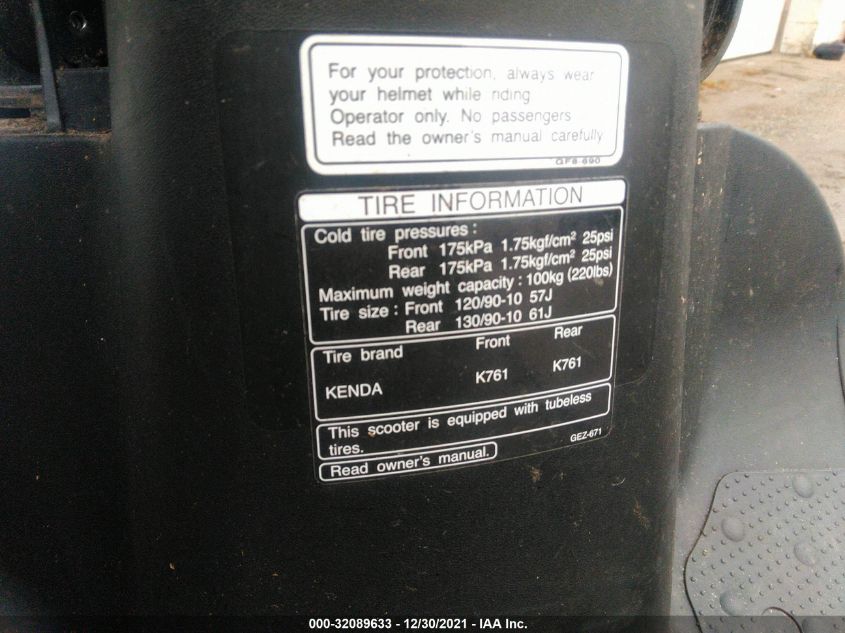 For your protection, always wear
your helmet while riding
Operator only. No passengers
Read the owner's manual carefully
GF8-690
TIRE INFORMATION
Cold tire pressures :
Front 175kPa 1.75kgf/cm² 25psi
Rear 175kPa 1.75kgf/cm² 25psi
Maximum weight capacity : 100kg (220lbs)
Tire size : Front 120/90-10 57J
Rear 130/90-10 61J
Tire brand Front Rear
KENDA K761 K761
This scooter is equipped with tubeless
tires.
GEZ-671
Read owner's manual.
000-32089633 - 12/30/2021 - IAA Inc.